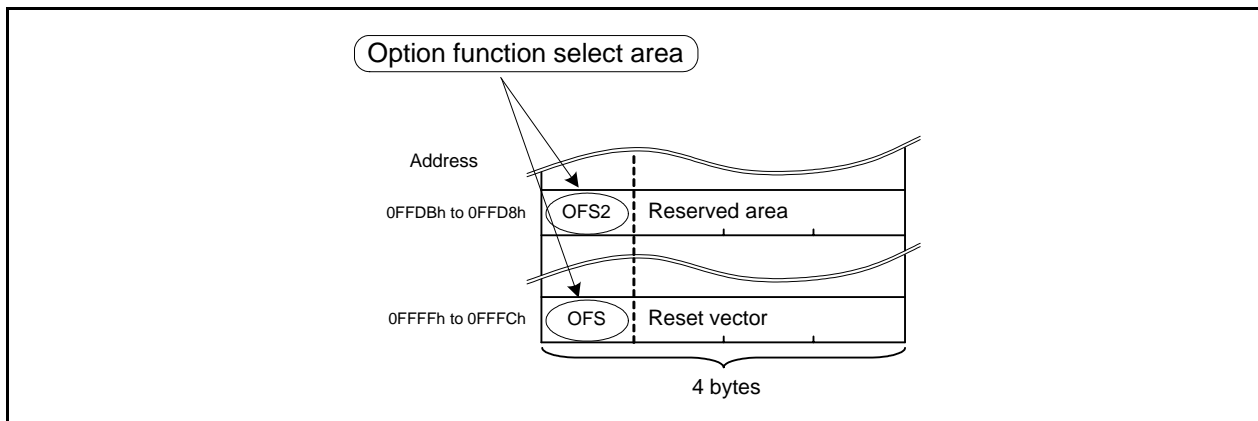 Option function select area
Address
0FFDBh to 0FFD8h OFS2 Reserved area
0FFFFh to 0FFFCh OFS Reset vector
4 bytes